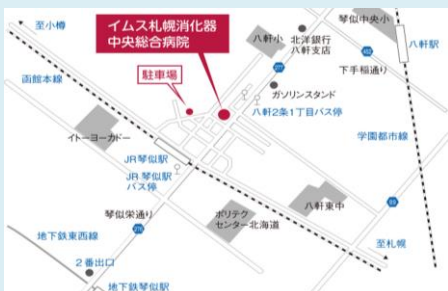 至小樽
イムス札幌消化器
中央総合病院
八軒小
北洋銀行
八軒支店
琴似中央小
八軒駅
452
277
下手稲通り
函館本線
駐車場
ガソリンスタンド
八軒2条1丁目バス停
イトーヨーカドー
学園都市線
JR琴似駅
JR琴似駅
バス停
琴似栄通り
八軒東中
ポリテク
センター北海道
地下鉄東西線
至札幌
2番出口
地下鉄琴似駅